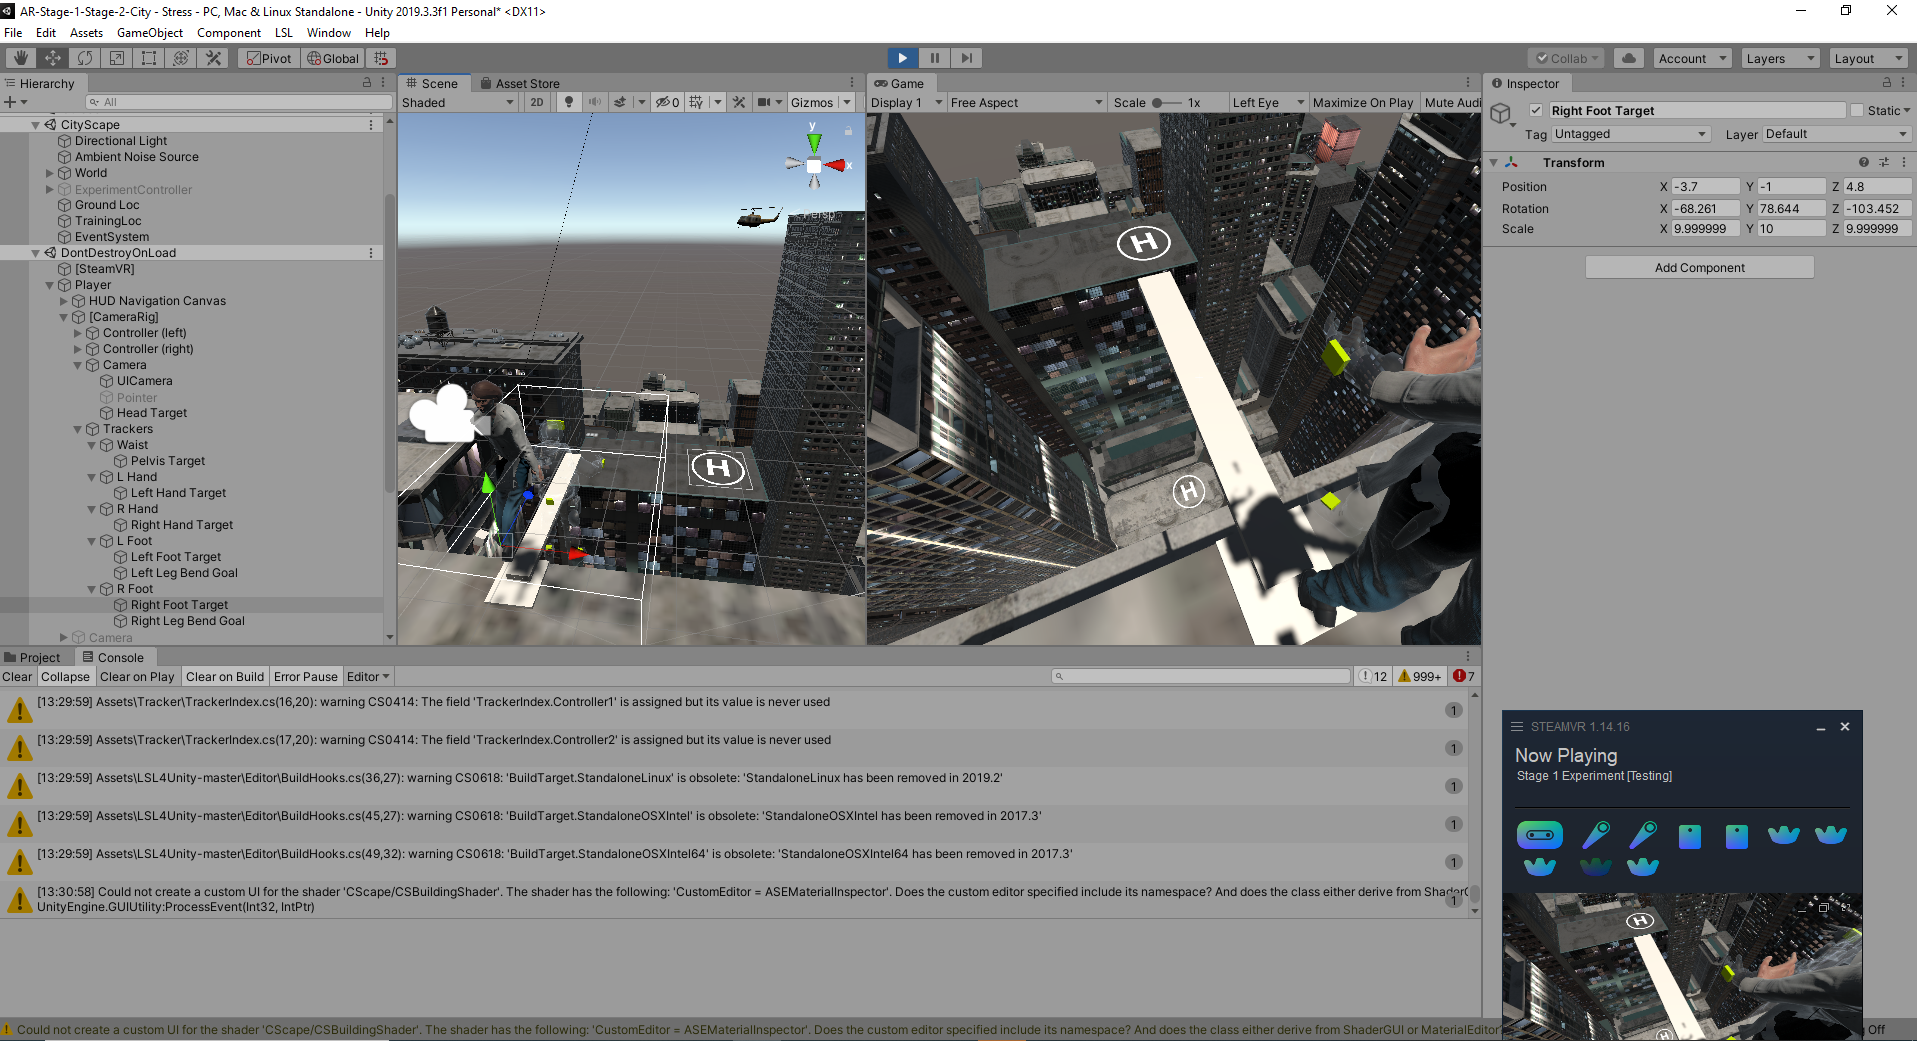 AR-Stage-1-Stage-2-City - Stress - PC, Mac & Linux Standalone - Unity 2019.3.3f1 Personal* <DX11>
File Edit Assets GameObject Component LSL Window Help
Pivot Global Collab Account Layers Layout
Hierarchy
All
CityScape
Directional Light
Ambient Noise Source
World
ExperimentController
Ground Loc
TrainingLoc
EventSystem
DontDestroyOnLoad
[SteamVR]
Player
HUD Navigation Canvas
[CameraRig]
Controller (left)
Controller (right)
Camera
UICamera
Pointer
Head Target
Trackers
Waist
Pelvis Target
L Hand
Left Hand Target
R Hand
Right Hand Target
L Foot
Left Foot Target
Left Leg Bend Goal
R Foot
Right Foot Target
Right Leg Bend Goal
Camera
Scene Asset Store
Shaded 2D 0 Gizmos
y
x
Persp
H
Game
Display 1 Free Aspect Scale 1x Left Eye Maximize On Play Mute Audi
H
H
Inspector
Right Foot Target Static
Tag Untagged Layer Default
Transform
Position X -3.7 Y -1 Z 4.8
Rotation X -68.261 Y 78.644 Z -103.452
Scale X 9.999999 Y 10 Z 9.999999
Add Component
Project Console
Clear Collapse Clear on Play Clear on Build Error Pause Editor 12 999+ 7
[13:29:59] Assets\Tracker\TrackerIndex.cs(16,20): warning CS0414: The field 'TrackerIndex.Controller1' is assigned but its value is never used
1
[13:29:59] Assets\Tracker\TrackerIndex.cs(17,20): warning CS0414: The field 'TrackerIndex.Controller2' is assigned but its value is never used
1
[13:29:59] Assets\LSL4Unity-master\Editor\BuildHooks.cs(36,27): warning CS0618: 'BuildTarget.StandaloneLinux' is obsolete: 'StandaloneLinux has been removed in 2019.2'
1
[13:29:59] Assets\LSL4Unity-master\Editor\BuildHooks.cs(45,27): warning CS0618: 'BuildTarget.StandaloneOSXIntel' is obsolete: 'StandaloneOSXIntel has been removed in 2017.3'
1
[13:29:59] Assets\LSL4Unity-master\Editor\BuildHooks.cs(49,32): warning CS0618: 'BuildTarget.StandaloneOSXIntel64' is obsolete: 'StandaloneOSXIntel64 has been removed in 2017.3'
1
[13:30:58] Could not create a custom UI for the shader 'CScape/CSBuildingShader'. The shader has the following: 'CustomEditor = ASEMaterialInspector'. Does the custom editor specified include its namespace? And does the class either derive from Shader
UnityEngine.GUIUtility:ProcessEvent(Int32, IntPtr)
1
STEAMVR 1.14.16
Now Playing
Stage 1 Experiment [Testing]
H
H
Could not create a custom UI for the shader 'CScape/CSBuildingShader'. The shader has the following: 'CustomEditor = ASEMaterialInspector'. Does the custom editor specified include its namespace? And does the class either derive from ShaderGUI or MaterialEditor Off